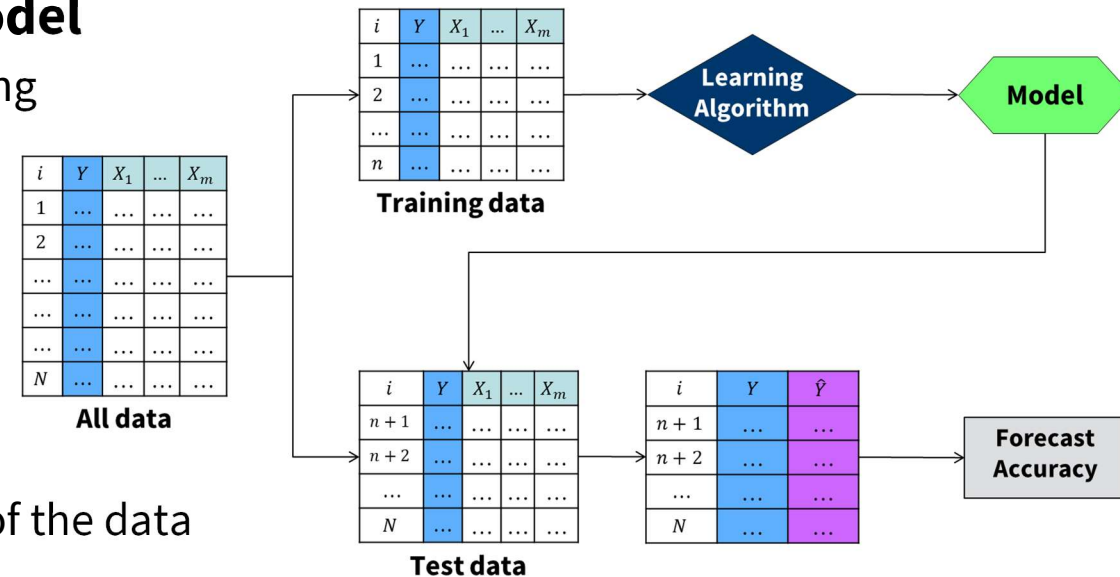 odel
ng
i Y X₁ ... Xₘ
1 ... ... ... ...
2 ... ... ... ...
... ... ... ... ...
... ... ... ... ...
... ... ... ... ...
N ... ... ... ...
All data
of the data
i Y X₁ ... Xₘ
1 ... ... ... ...
2 ... ... ... ...
... ... ... ... ...
n ... ... ... ...
Training data
Learning
Algorithm
Model
i Y X₁ ... Xₘ
n + 1 ... ... ... ...
n + 2 ... ... ... ...
... ... ... ... ...
N ... ... ... ...
Test data
i Y Ŷ
n + 1 ... ...
n + 2 ... ...
... ... ...
N ... ...
Forecast
Accuracy